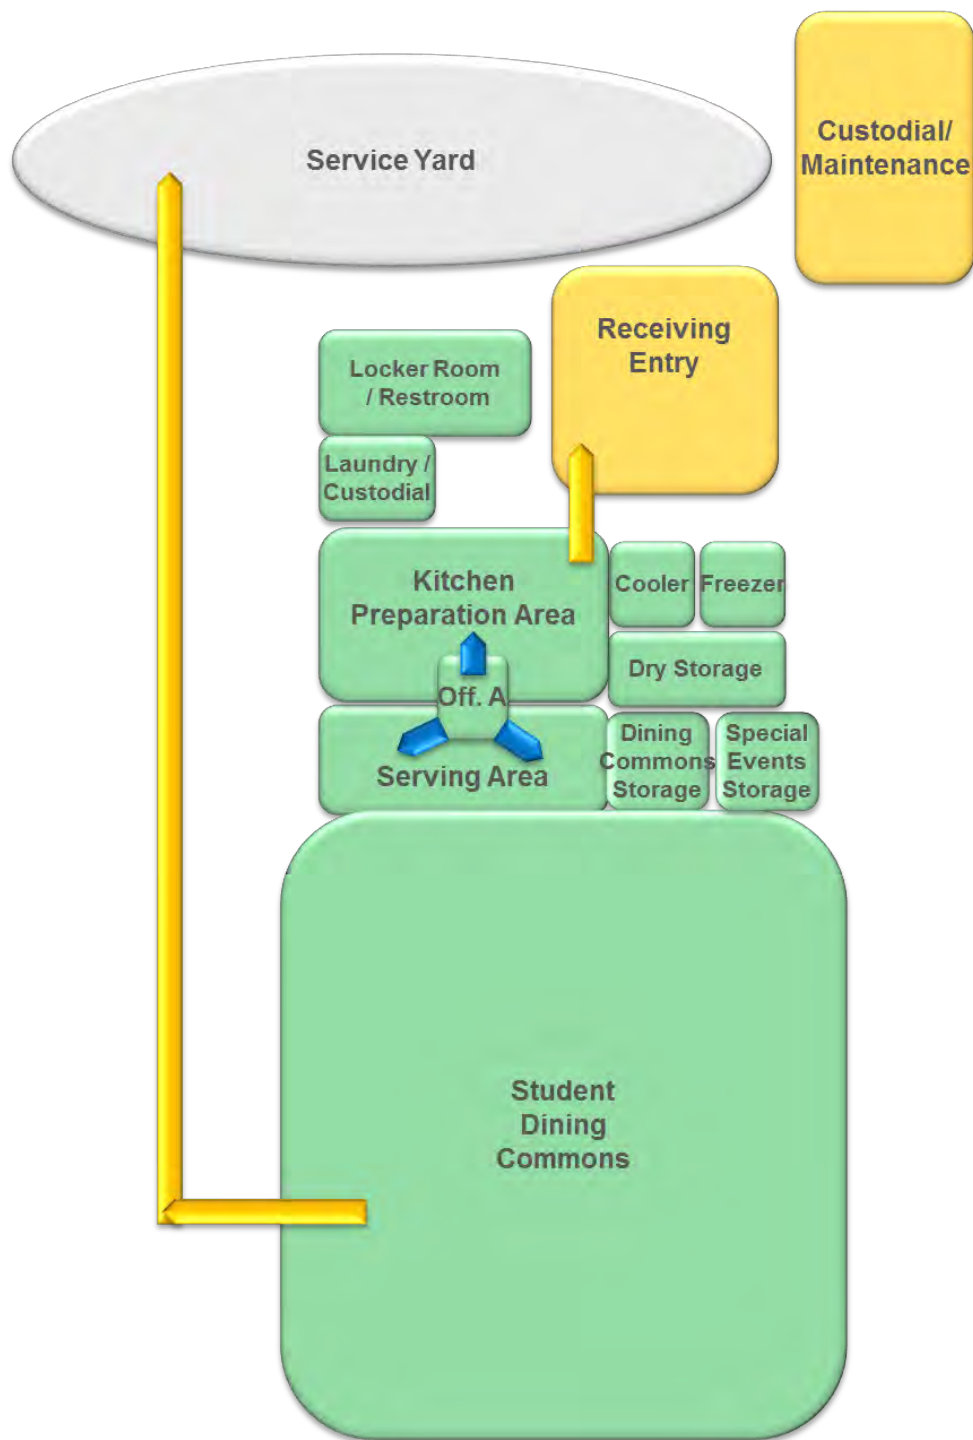 Custodial/
Maintenance
Service Yard
Receiving
Entry
Locker Room
/ Restroom
Laundry /
Custodial
Kitchen
Preparation Area
Cooler
Freezer
Dry Storage
Off. A
Serving Area
Dining
Commons
Storage
Special
Events
Storage
Student
Dining
Commons